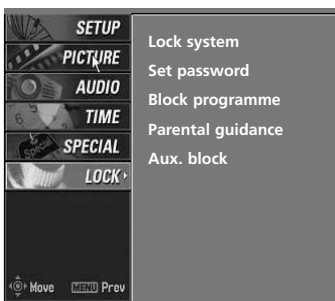 SETUP
PICTURE
AUDIO
TIME
SPECIAL
LOCK
Move MENU Prev
Lock system
Set password
Block programme
Parental guidance
Aux. block